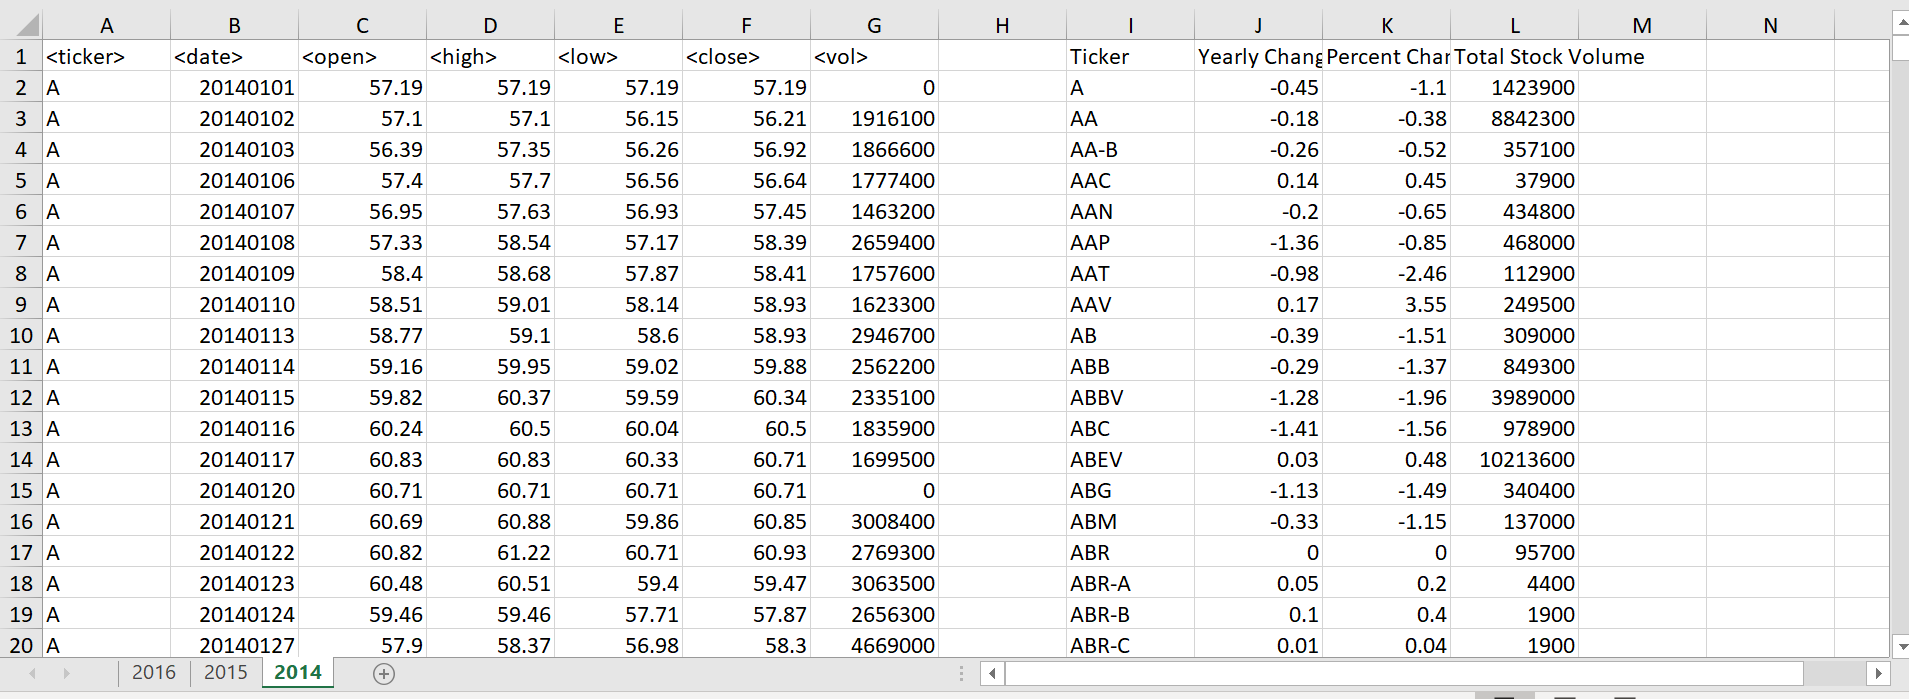 A B C D E F G H I J K L M N
1 <ticker> <date> <open> <high> <low> <close> <vol> Ticker Yearly Chang Percent Char Total Stock Volume
2 A 20140101 57.19 57.19 57.19 57.19 0 A -0.45 -1.1 1423900
3 A 20140102 57.1 57.1 56.15 56.21 1916100 AA -0.18 -0.38 8842300
4 A 20140103 56.39 57.35 56.26 56.92 1866600 AA-B -0.26 -0.52 357100
5 A 20140106 57.4 57.7 56.56 56.64 1777400 AAC 0.14 0.45 37900
6 A 20140107 56.95 57.63 56.93 57.45 1463200 AAN -0.2 -0.65 434800
7 A 20140108 57.33 58.54 57.17 58.39 2659400 AAP -1.36 -0.85 468000
8 A 20140109 58.4 58.68 57.87 58.41 1757600 AAT -0.98 -2.46 112900
9 A 20140110 58.51 59.01 58.14 58.93 1623300 AAV 0.17 3.55 249500
10 A 20140113 58.77 59.1 58.6 58.93 2946700 AB -0.39 -1.51 309000
11 A 20140114 59.16 59.95 59.02 59.88 2562200 ABB -0.29 -1.37 849300
12 A 20140115 59.82 60.37 59.59 60.34 2335100 ABBV -1.28 -1.96 3989000
13 A 20140116 60.24 60.5 60.04 60.5 1835900 ABC -1.41 -1.56 978900
14 A 20140117 60.83 60.83 60.33 60.71 1699500 ABEV 0.03 0.48 10213600
15 A 20140120 60.71 60.71 60.71 60.71 0 ABG -1.13 -1.49 340400
16 A 20140121 60.69 60.88 59.86 60.85 3008400 ABM -0.33 -1.15 137000
17 A 20140122 60.82 61.22 60.71 60.93 2769300 ABR 0 0 95700
18 A 20140123 60.48 60.51 59.4 59.47 3063500 ABR-A 0.05 0.2 4400
19 A 20140124 59.46 59.46 57.71 57.87 2656300 ABR-B 0.1 0.4 1900
20 A 20140127 57.9 58.37 56.98 58.3 4669000 ABR-C 0.01 0.04 1900
2016 2015 2014